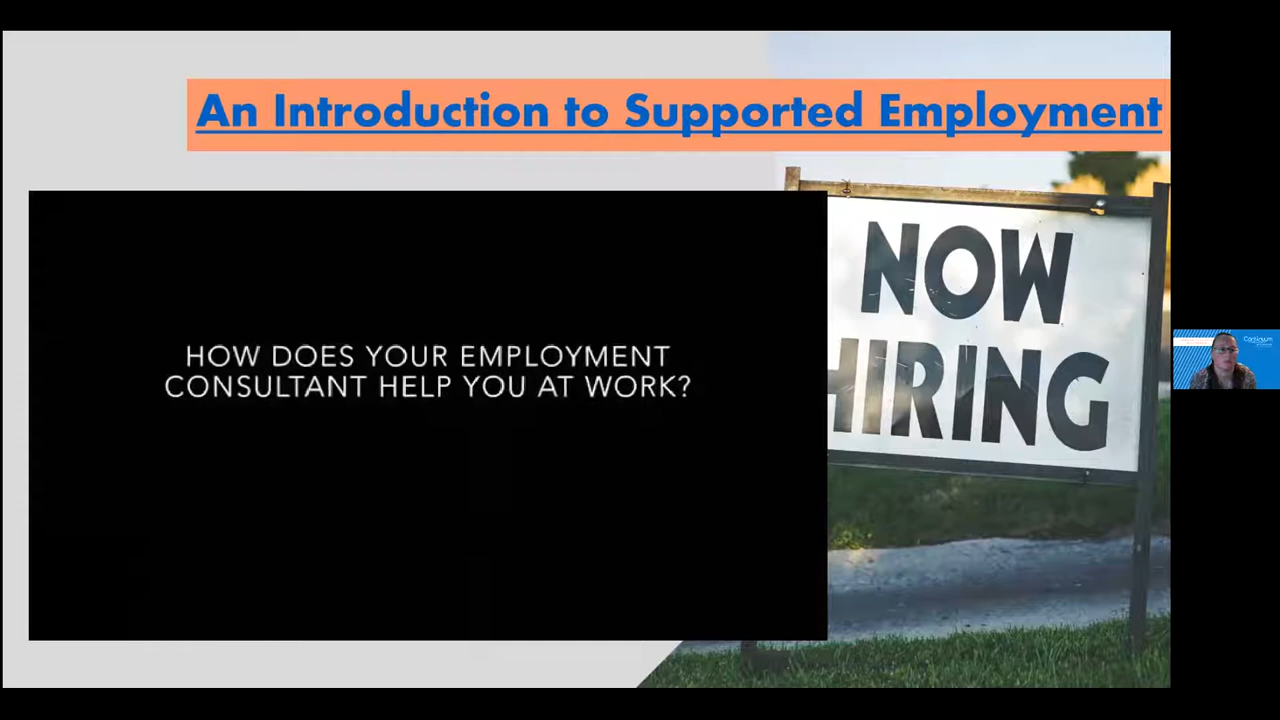 An Introduction to Supported Employment
HOW DOES YOUR EMPLOYMENT
CONSULTANT HELP YOU AT WORK?
NOW
HIRING